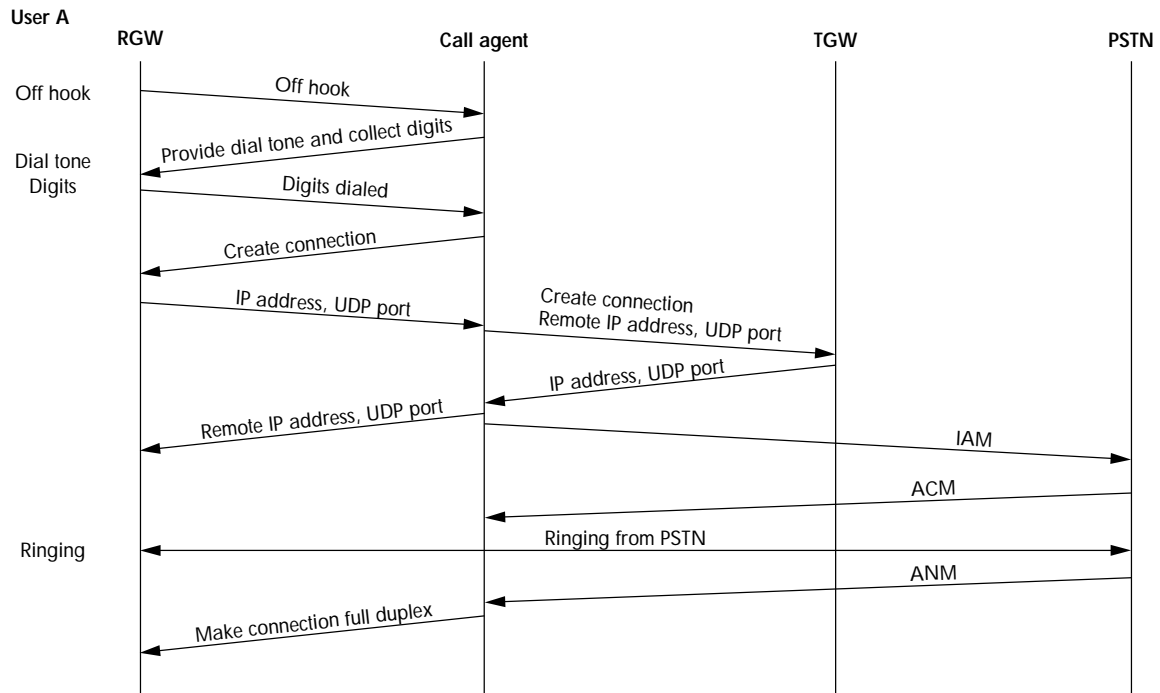 User A
RGW
Call agent
TGW
PSTN
Off hook
Off hook
Provide dial tone and collect digits
Dial tone
Digits
Digits dialed
Create connection
IP address, UDP port
Create connection
Remote IP address, UDP port
IP address, UDP port
Remote IP address, UDP port
IAM
ACM
Ringing
Ringing from PSTN
ANM
Make connection full duplex